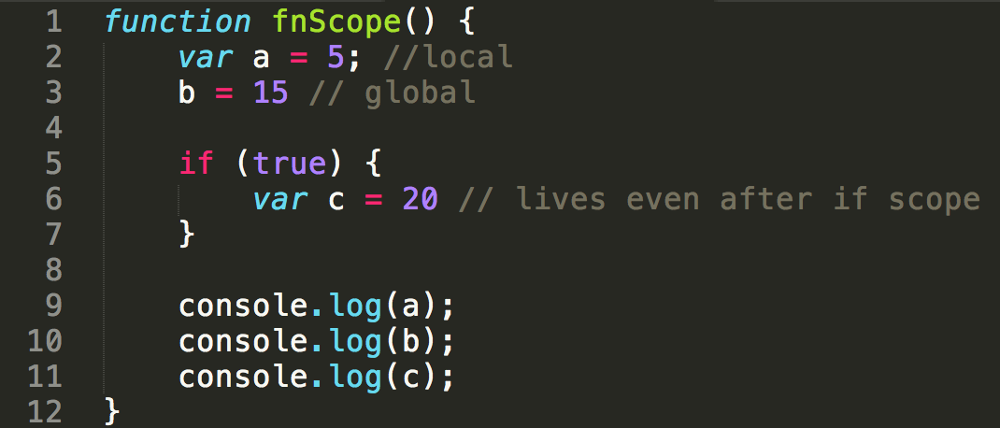 1 function fnScope() {
2     var a = 5; //local
3     b = 15 // global
4
5     if (true) {
6         var c = 20 // lives even after if scope
7     }
8
9     console.log(a);
10     console.log(b);
11     console.log(c);
12 }